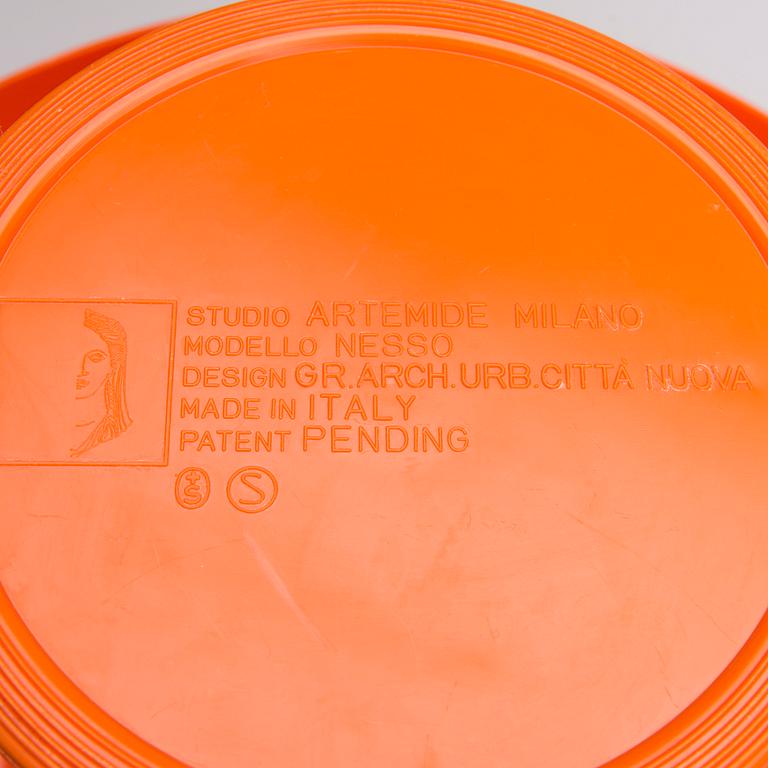 STUDIO ARTEMIDE MILANO
MODELLO NESSO
DESIGN GR.ARCH.URB.CITTÀ NUOVA
MADE IN ITALY
PATENT PENDING
+S S